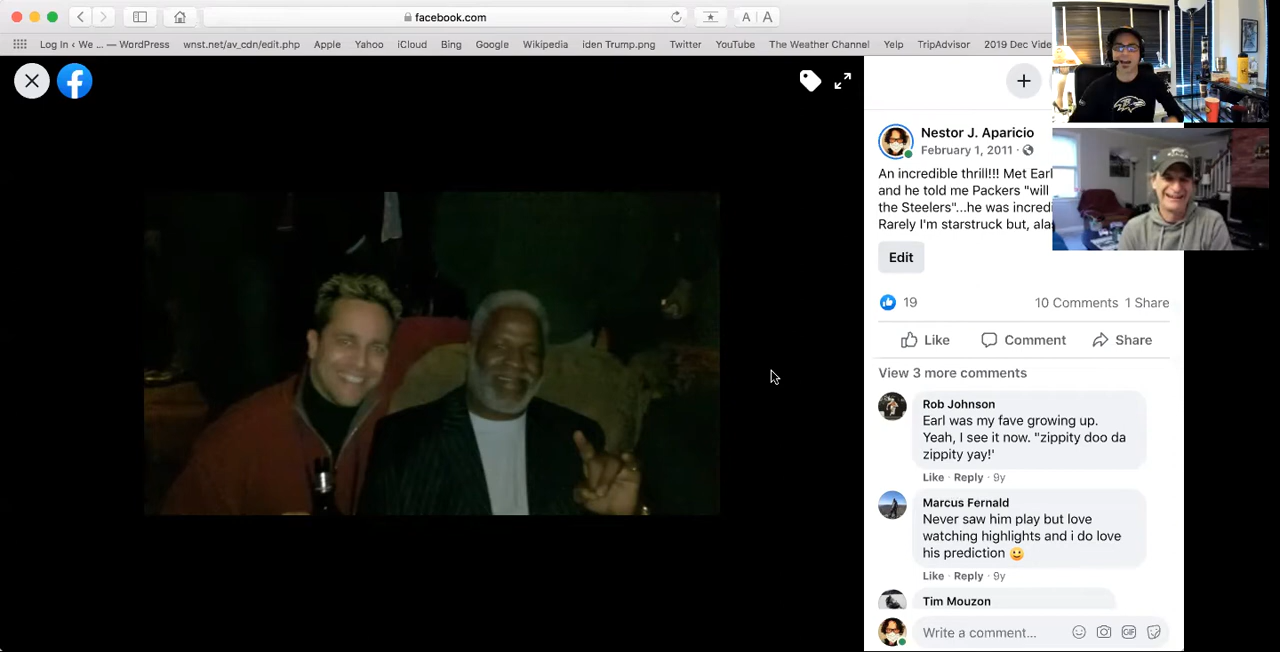 facebook.com
A A
Log In ‹ We ... — WordPress wnst.net/av_cdn/edit.php Apple Yahoo iCloud Bing Google Wikipedia iden Trump.png Twitter YouTube The Weather Channel Yelp TripAdvisor 2019 Dec Vide
Nestor J. Aparicio
February 1, 2011 ·
An incredible thrill!!! Met Earl
and he told me Packers "will
the Steelers"...he was incredi
Rarely I'm starstruck but, ala
Edit
19 10 Comments 1 Share
Like Comment Share
View 3 more comments
Rob Johnson
Earl was my fave growing up.
Yeah, I see it now. "zippity doo da
zippity yay!'
Like · Reply · 9y
Marcus Fernald
Never saw him play but love
watching highlights and i do love
his prediction 😀
Like · Reply · 9y
Tim Mouzon
Write a comment...
GIF